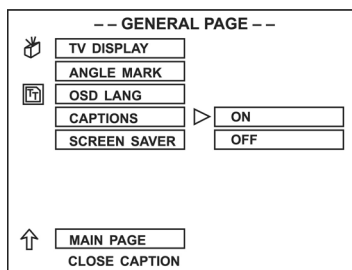 -- GENERAL PAGE --
TV DISPLAY
ANGLE MARK
OSD LANG
CAPTIONS
ON
SCREEN SAVER
OFF
MAIN PAGE
CLOSE CAPTION